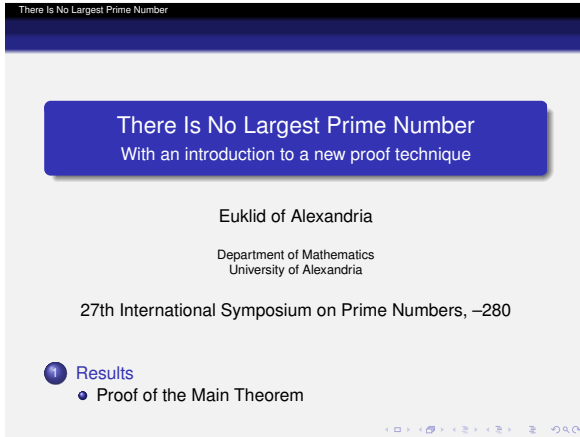 There Is No Largest Prime Number
There Is No Largest Prime Number
With an introduction to a new proof technique
Euklid of Alexandria
Department of Mathematics
University of Alexandria
27th International Symposium on Prime Numbers, –280
1 Results
Proof of the Main Theorem